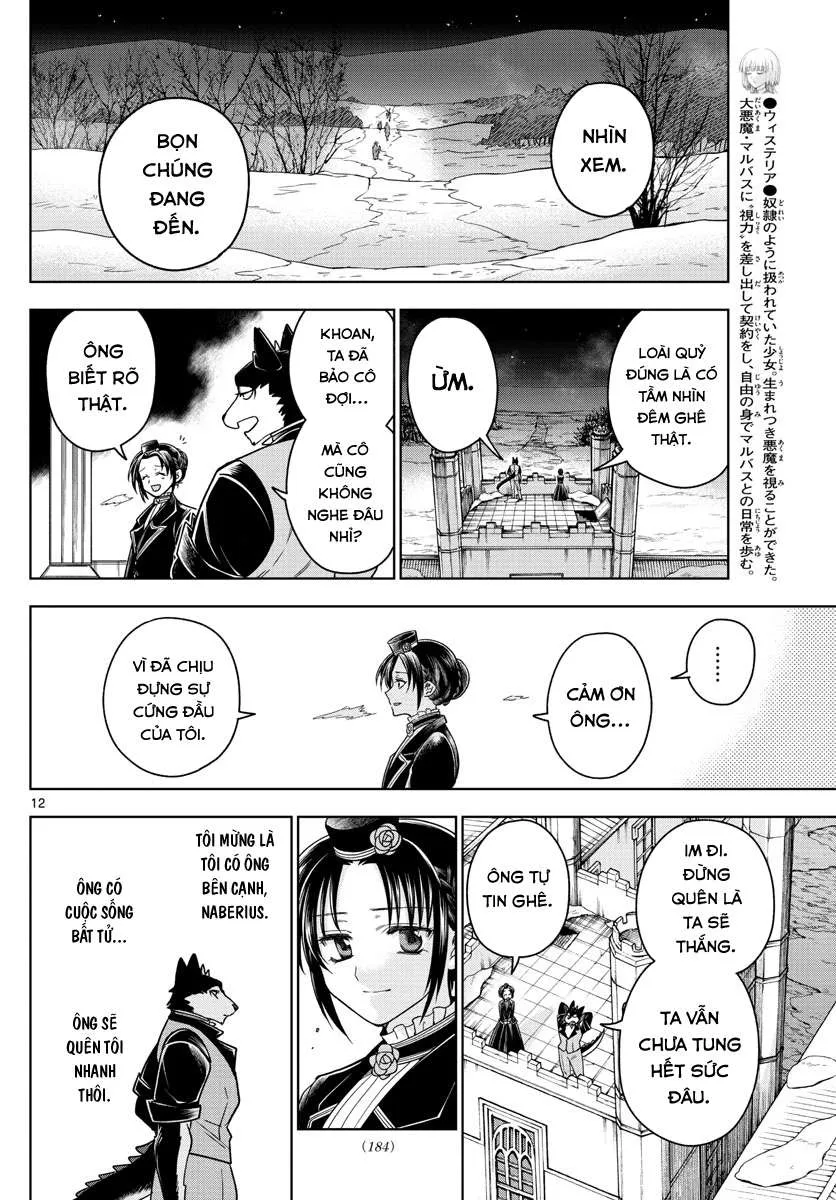 ●ウィステリア●奴隷のように扱われていた少女。生まれつき悪魔を視ることができた。
大悪魔・マルバスに〝視力〟を差し出して契約をし、自由の身でマルバスとの日常を歩む。
NHÌN
XEM.
BỌN
CHÚNG
ĐANG
ĐẾN.
LOÀI QUỶ
ĐÚNG LÀ CÓ
TẦM NHÌN
ĐÊM GHÊ
THẬT.
ỪM.
KHOAN,
TA ĐÃ
BẢO CÔ
ĐỢI...
MÀ CÔ
CŨNG
KHÔNG
NGHE ĐÂU
NHỈ?
ÔNG
BIẾT RÕ
THẬT.
......
CẢM ƠN
ÔNG...
VÌ ĐÃ CHỊU
ĐỰNG SỰ
CỨNG ĐẦU
CỦA TÔI.
12
IM ĐI.
ĐỪNG
QUÊN LÀ
TA SẼ
THẮNG.
TA VẪN
CHƯA TUNG
HẾT SỨC
ĐÂU.
ÔNG TỰ
TIN GHÊ.
TÔI MỪNG LÀ
TÔI CÓ ÔNG
BÊN CẠNH,
NABERIUS.
ÔNG CÓ
CUỘC SỐNG
BẤT TỬ...
ÔNG SẼ
QUÊN TÔI
NHANH
THÔI.
(184)